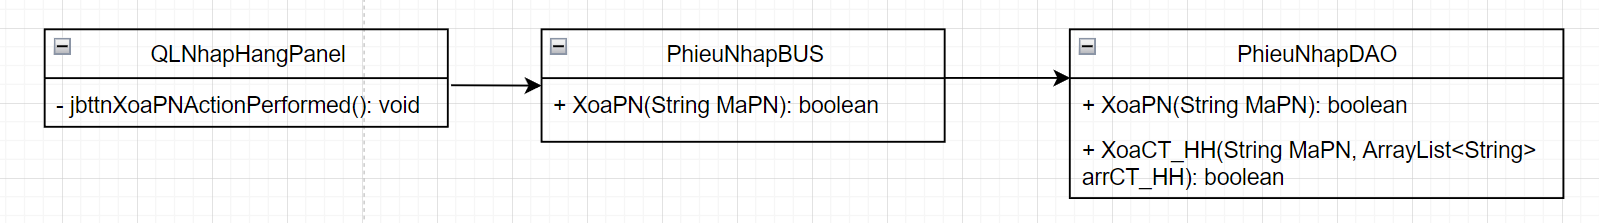 QLNhapHangPanel
- jbttnXoaPNActionPerformed(): void
PhieuNhapBUS
+ XoaPN(String MaPN): boolean
PhieuNhapDAO
+ XoaPN(String MaPN): boolean
+ XoaCT_HH(String MaPN, ArrayList<String>
arrCT_HH): boolean